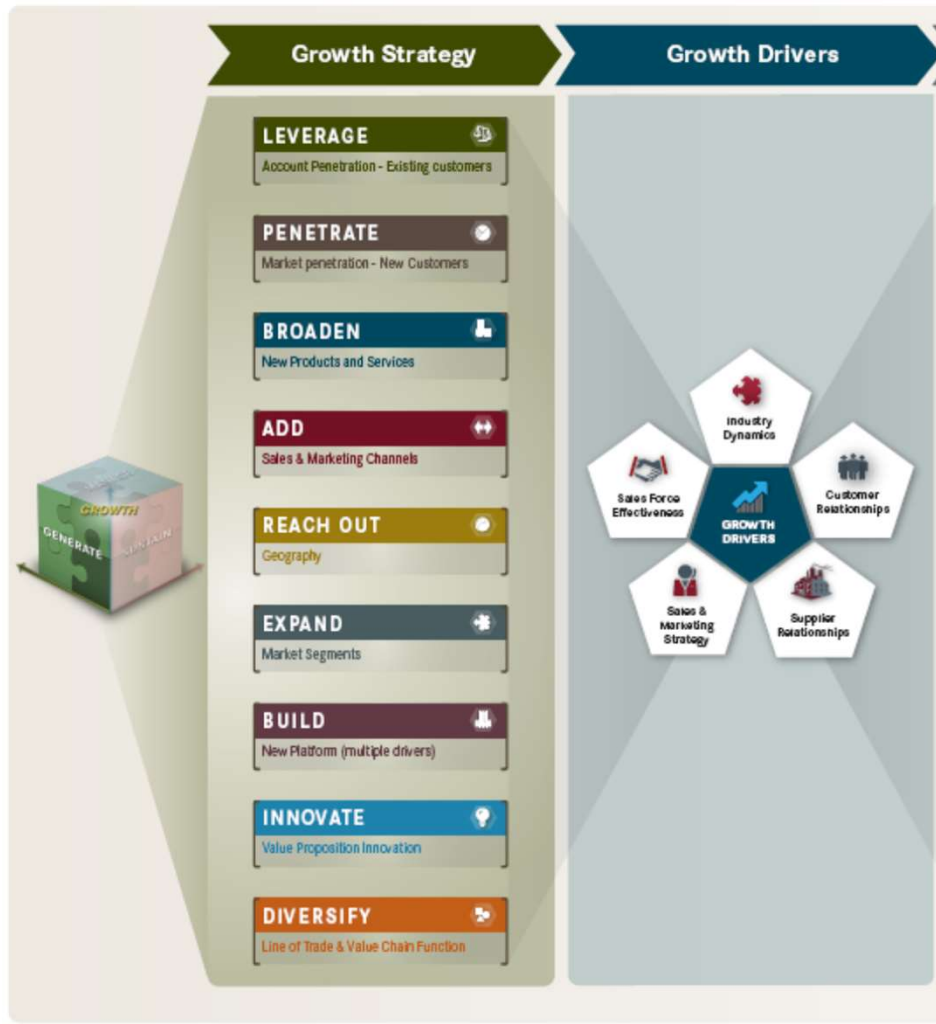 Growth Strategy
Growth Drivers
LEVERAGE
Account Penetration - Existing customers
PENETRATE
Market penetration - New Customers
BROADEN
New Products and Services
ADD
Sales & Marketing Channels
REACH OUT
Geography
EXPAND
Market Segments
BUILD
New Platform (multiple drivers)
INNOVATE
Value Proposition Innovation
DIVERSIFY
Line of Trade & Value Chain Function
GROWTH
GENERATE
SUSTAIN
Industry
Dynamics
Sales Force
Effectiveness
Customer
Relationships
GROWTH
DRIVERS
Sales &
Marketing
Strategy
Supplier
Relationships